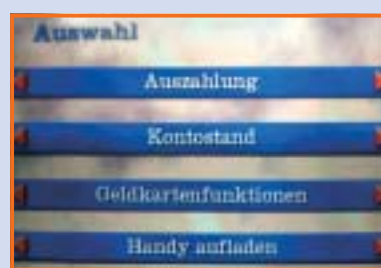 Auswahl
Auszahlung
Kontostand
Geldkartenfunktionen
Handy aufladen